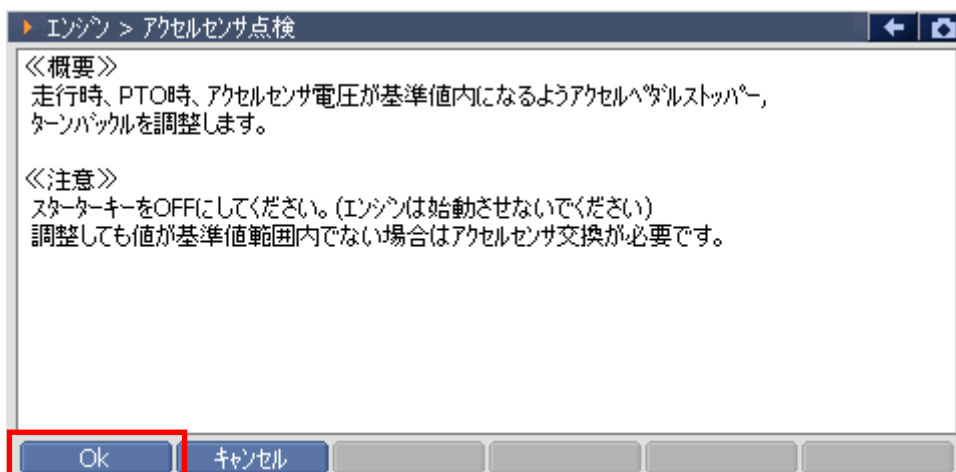 エンジン > アクセルセンサ点検
≪概要≫
走行時、PTO時、アクセルセンサ電圧が基準値内になるようアクセルペダルストッパー,
ターンバックルを調整します。
≪注意≫
スターターキーをOFFにしてください。(エンジンは始動させないでください)
調整しても値が基準値範囲内でない場合はアクセルセンサ交換が必要です。
Ok
キャンセル